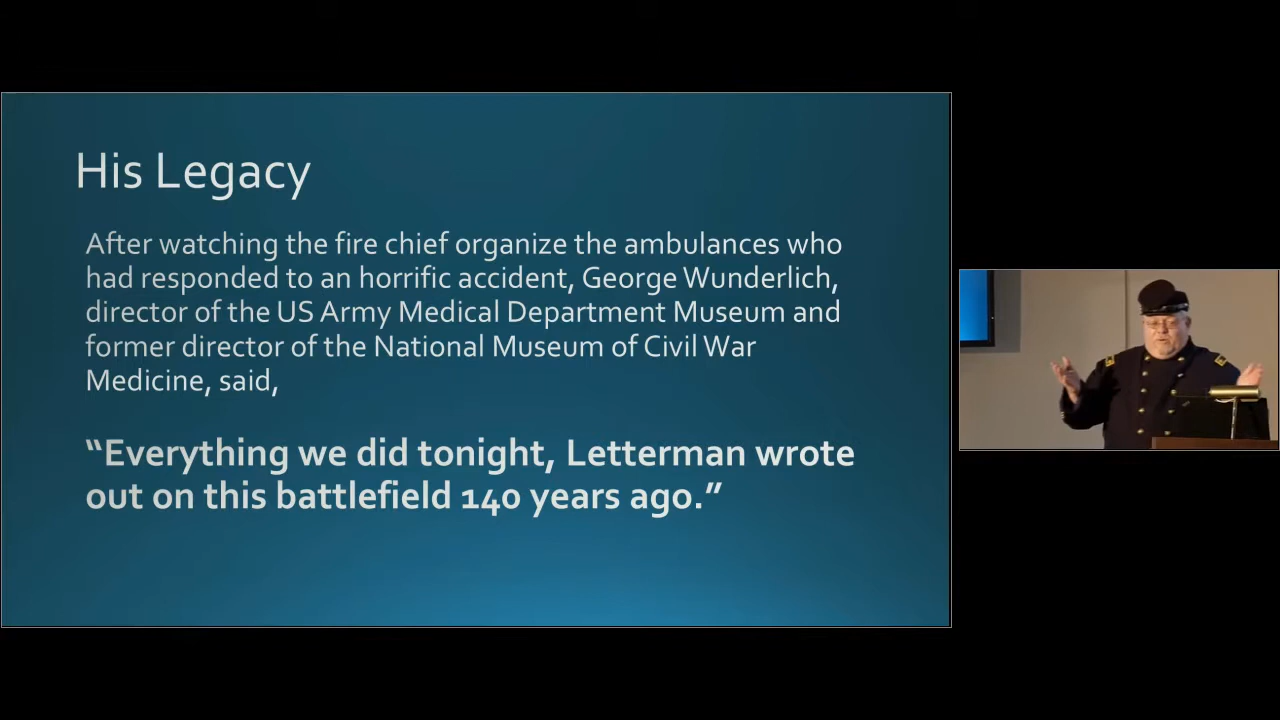 His Legacy
After watching the fire chief organize the ambulances who
had responded to an horrific accident, George Wunderlich,
director of the US Army Medical Department Museum and
former director of the National Museum of Civil War
Medicine, said,
“Everything we did tonight, Letterman wrote
out on this battlefield 140 years ago.”